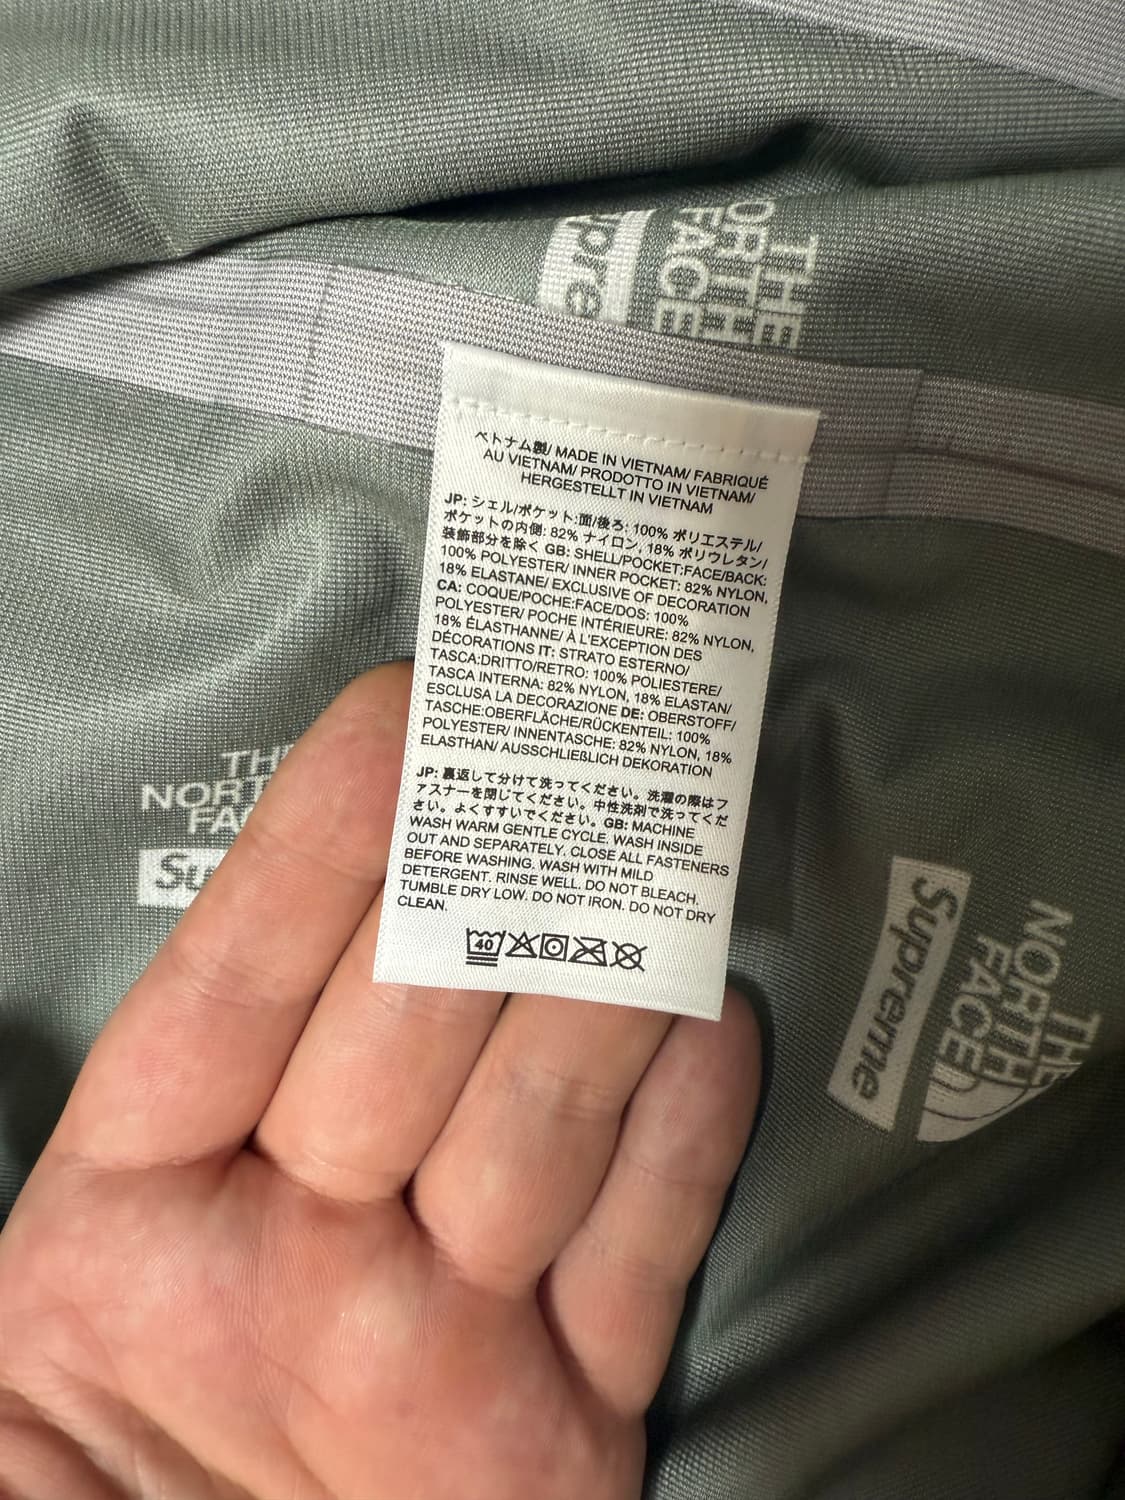 THE
NORTH
FACE
preme
ベトナム製/ MADE IN VIETNAM/ FABRIQUÉ
AU VIETNAM/ PRODOTTO IN VIETNAM/
HERGESTELLT IN VIETNAM
JP: シェル/ポケット:面/後ろ: 100% ポリエステル/
ポケットの内側: 82% ナイロン, 18% ポリウレタン/
装飾部分を除く GB: SHELL/POCKET:FACE/BACK:
100% POLYESTER/ INNER POCKET: 82% NYLON,
18% ELASTANE/ EXCLUSIVE OF DECORATION
CA: COQUE/POCHE:FACE/DOS: 100%
POLYESTER/ POCHE INTÉRIEURE: 82% NYLON,
18% ÉLASTHANNE/ À L'EXCEPTION DES
DÉCORATIONS IT: STRATO ESTERNO/
TASCA:DRITTO/RETRO: 100% POLIESTERE/
TASCA INTERNA: 82% NYLON, 18% ELASTAN/
ESCLUSA LA DECORAZIONE DE: OBERSTOFF/
TASCHE:OBERFLÄCHE/RÜCKENTEIL: 100%
POLYESTER/ INNENTASCHE: 82% NYLON, 18%
ELASTHAN/ AUSSCHLIEßLICH DEKORATION
JP: 裏返して分けて洗ってください。洗濯の際はフ
ァスナーを閉じてください。中性洗剤で洗ってくだ
さい。よくすすいでください。GB: MACHINE
WASH WARM GENTLE CYCLE. WASH INSIDE
OUT AND SEPARATELY. CLOSE ALL FASTENERS
BEFORE WASHING. WASH WITH MILD
DETERGENT. RINSE WELL. DO NOT BLEACH.
TUMBLE DRY LOW. DO NOT IRON. DO NOT DRY
CLEAN.
40
TH
NORT
FA
Su
Supreme
THE
NORTH
FACE